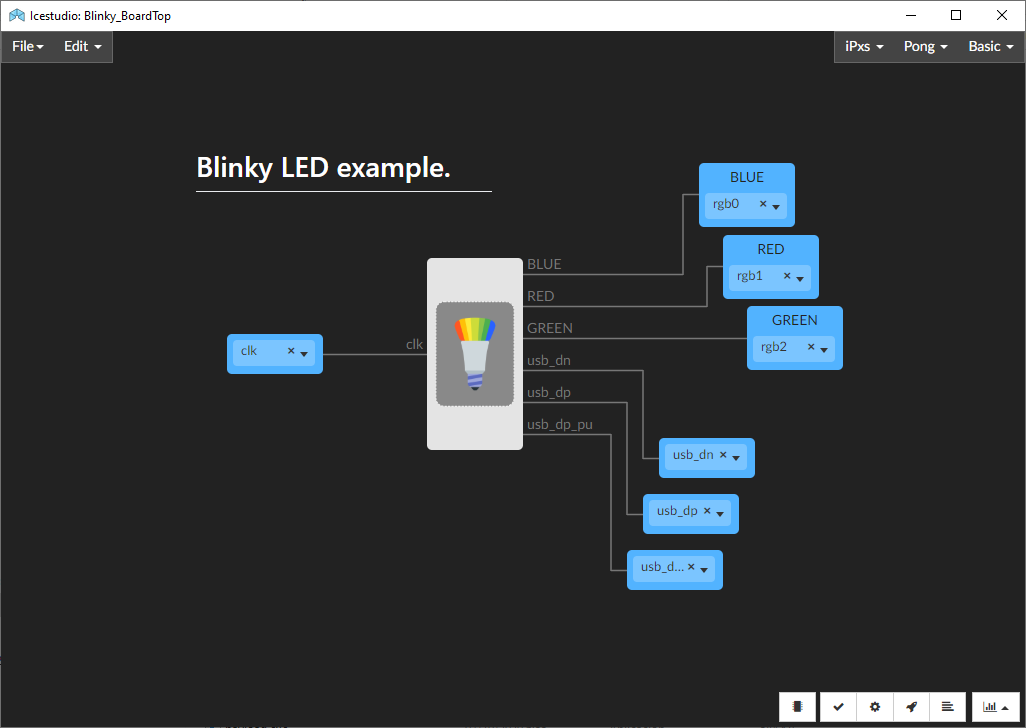 Icestudio: Blinky_BoardTop
File Edit iPxs Pong Basic
Blinky LED example.
BLUE
rgb0
RED
rgb1
GREEN
rgb2
BLUE
RED
GREEN
usb_dn
usb_dp
usb_dp_pu
clk
clk
usb_dn
usb_dp
usb_d...